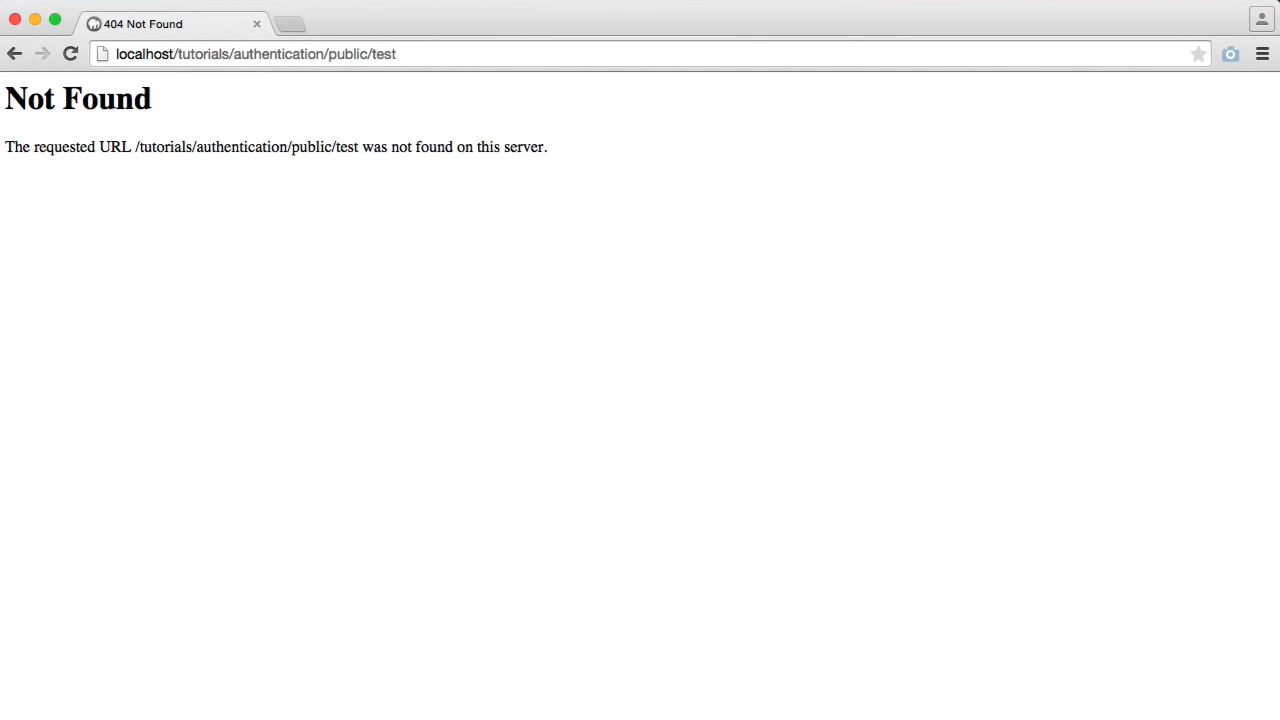 404 Not Found
localhost/tutorials/authentication/public/test
Not Found
The requested URL /tutorials/authentication/public/test was not found on this server.